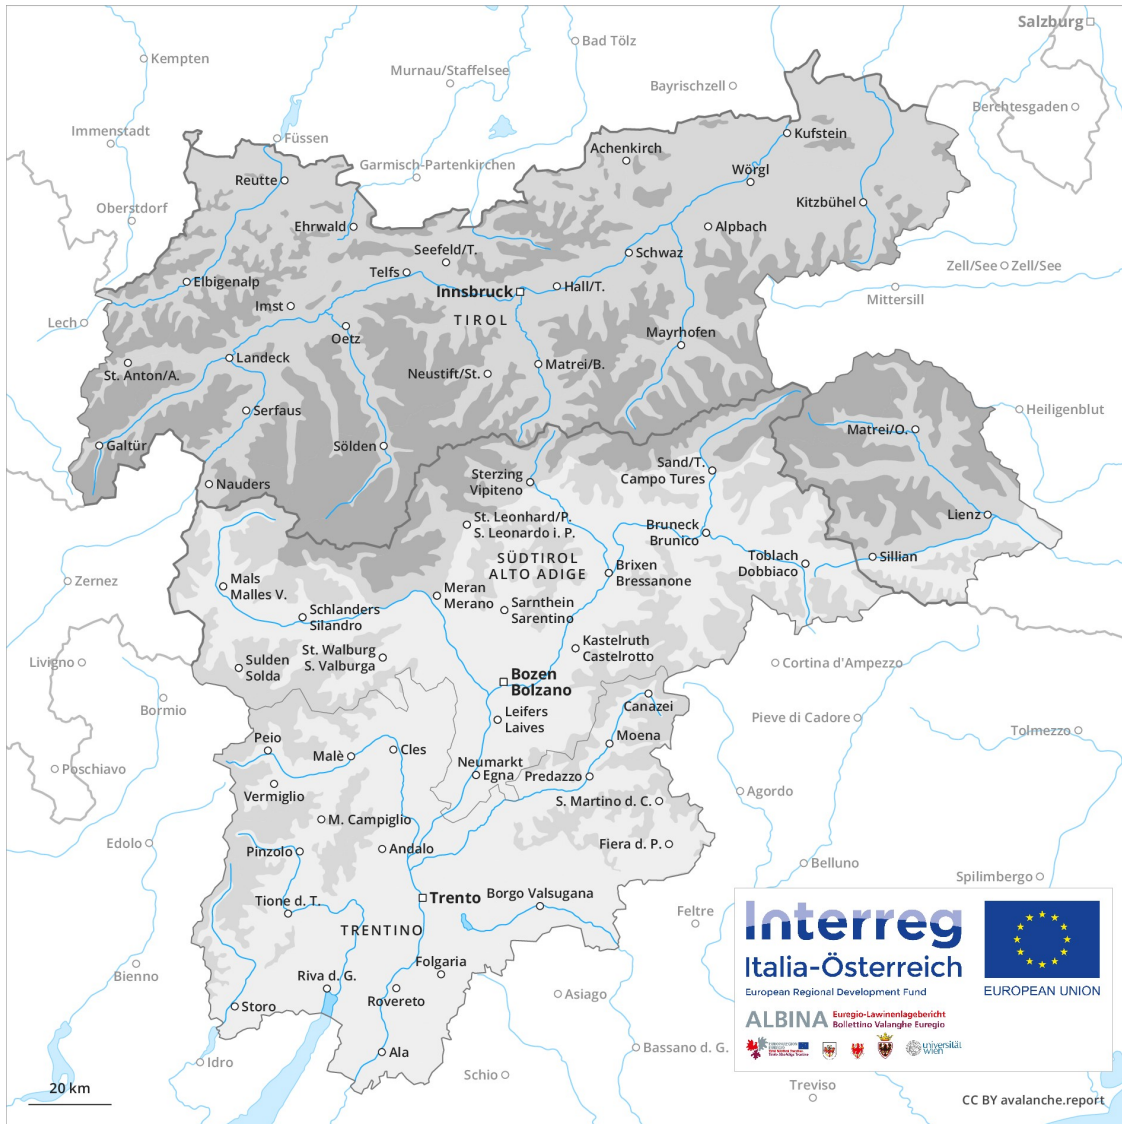 Salzburg
Bad Tölz
Kempten
Murnau/Staffelsee
Bayrischzell
Berchtesgaden
Immenstadt
Füssen
Kufstein
Achenkirch
Garmisch-Partenkirchen
Wörgl
Reutte
Oberstdorf
Kitzbühel
Ehrwald
Alpbach
Seefeld/T.
Schwaz
Telfs
Zell/See
Zell/See
Elbigenalp
Innsbruck
Hall/T.
Mittersill
Imst
TIROL
Lech
Oetz
Mayrhofen
Landeck
Matrei/B.
St. Anton/A.
Neustift/St.
Serfaus
Heiligenblut
Matrei/O.
Galtür
Sölden
Sand/T.
Campo Tures
Sterzing
Vipiteno
Nauders
St. Leonhard/P.
S. Leonardo i. P.
Lienz
Bruneck
Brunico
SÜDTIROL
ALTO ADIGE
Toblach
Dobbiaco
Sillian
Brixen
Bressanone
Zernez
Mals
Malles V.
Meran
Merano
Sarnthein
Sarentino
Schlanders
Silandro
Kastelruth
Castelrotto
St. Walburg
S. Valburga
Livigno
Sulden
Solda
Cortina d'Ampezzo
Bozen
Bolzano
Bormio
Canazei
Leifers
Laives
Pieve di Cadore
Tolmezzo
Peio
Moena
Malè
Cles
Neumarkt
Egna
Predazzo
Poschiavo
Vermiglio
Agordo
S. Martino d. C.
M. Campiglio
Edolo
Pinzolo
Andalo
Fiera d. P.
Belluno
Spilimbergo
Trento
Borgo Valsugana
Tione d. T.
Feltre
TRENTINO
Interreg
Italia-Österreich
European Regional Development Fund
EUROPEAN UNION
Folgaria
Bienno
Riva d. G.
Rovereto
Asiago
Storo
ALBINA
Euregio-Lawinenlagebericht
Bollettino Valanghe Euregio
universität
wien
Ala
Idro
Bassano d. G.
Schio
20 km
Treviso
CC BY avalanche.report